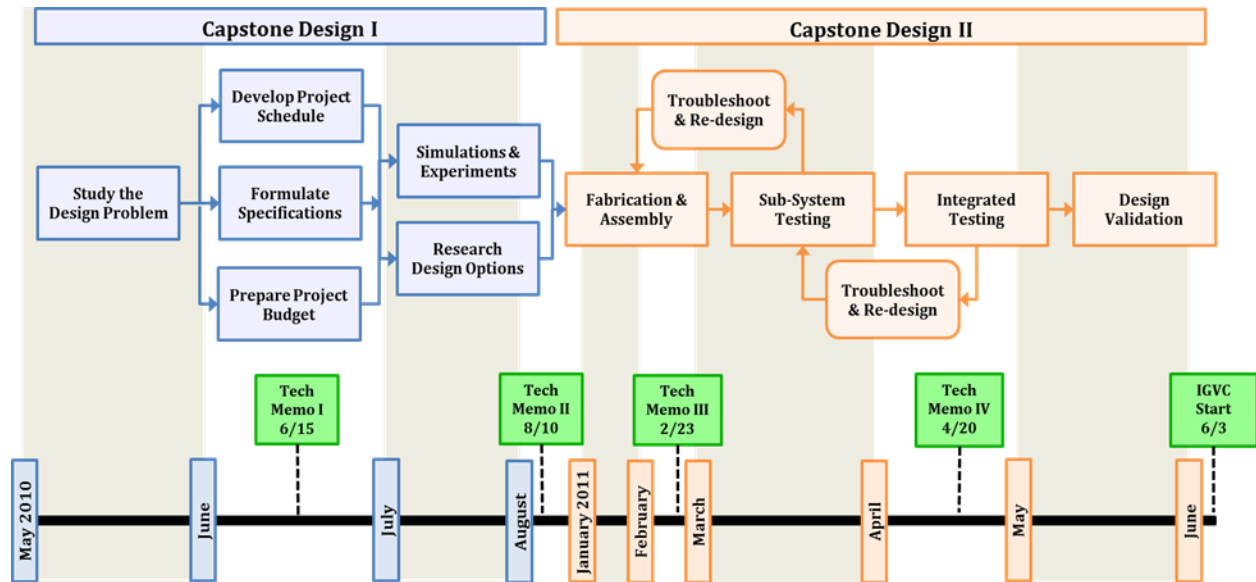 Capstone Design I
Capstone Design II
Develop Project
Schedule
Troubleshoot
& Re-design
Simulations &
Experiments
Study the
Design Problem
Formulate
Specifications
Fabrication &
Assembly
Sub-System
Testing
Integrated
Testing
Design
Validation
Research
Design Options
Prepare Project
Budget
Troubleshoot
& Re-design
Tech
Memo I
6/15
Tech
Memo II
8/10
Tech
Memo III
2/23
Tech
Memo IV
4/20
IGVC
Start
6/3
May 2010
June
July
August
January 2011
February
March
April
May
June